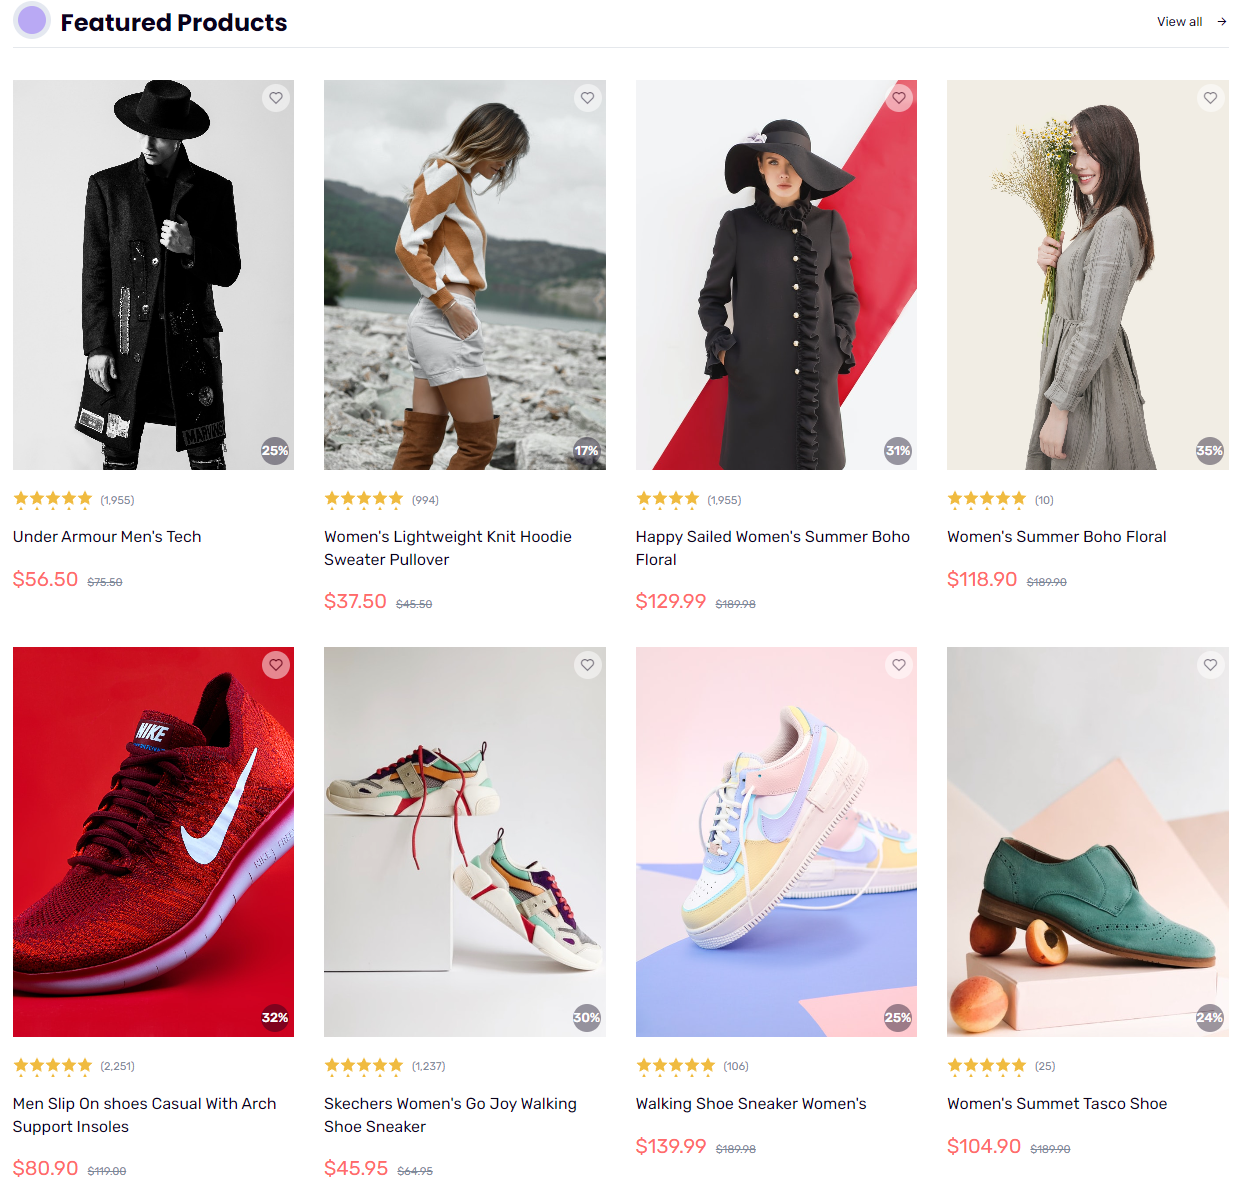 Featured Products
View all →
25%
17%
31%
35%
(1,955)
(994)
(1,955)
(10)
Under Armour Men's Tech
Women's Lightweight Knit Hoodie
Sweater Pullover
Happy Sailed Women's Summer Boho
Floral
Women's Summer Boho Floral
$56.50 $75.50
$37.50 $45.50
$129.99 $189.98
$118.90 $189.90
NIKE
32%
30%
25%
24%
(2,251)
(1,237)
(106)
(25)
Men Slip On shoes Casual With Arch
Support Insoles
Skechers Women's Go Joy Walking
Shoe Sneaker
Walking Shoe Sneaker Women's
Women's Summet Tasco Shoe
$80.90 $119.00
$45.95 $64.95
$139.99 $189.98
$104.90 $189.90